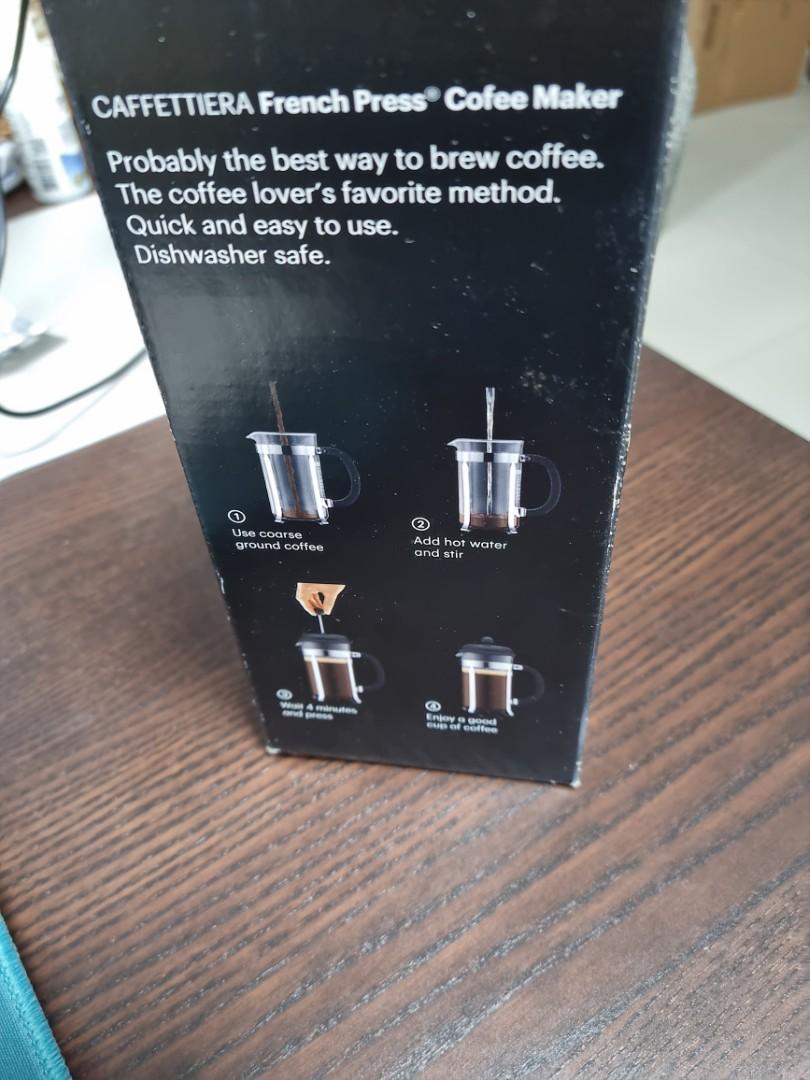 CAFFETTIERA French Press® Cofee Maker
Probably the best way to brew coffee.
The coffee lover's favorite method.
Quick and easy to use.
Dishwasher safe.
1
Use coarse
ground coffee
2
Add hot water
and stir
3
Wait 4 minutes
and press
4
Enjoy a good
cup of coffee